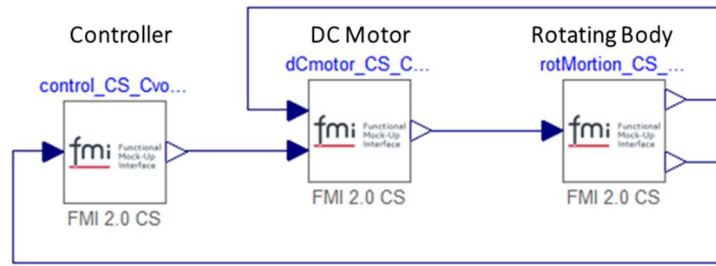 Controller
DC Motor
Rotating Body
control_CS_Cvo...
dCmotor_CS_C...
rotMortion_CS_...
fmi Functional Mock-Up Interface
fmi Functional Mock-Up Interface
fmi Functional Mock-Up Interface
FMI 2.0 CS
FMI 2.0 CS
FMI 2.0 CS